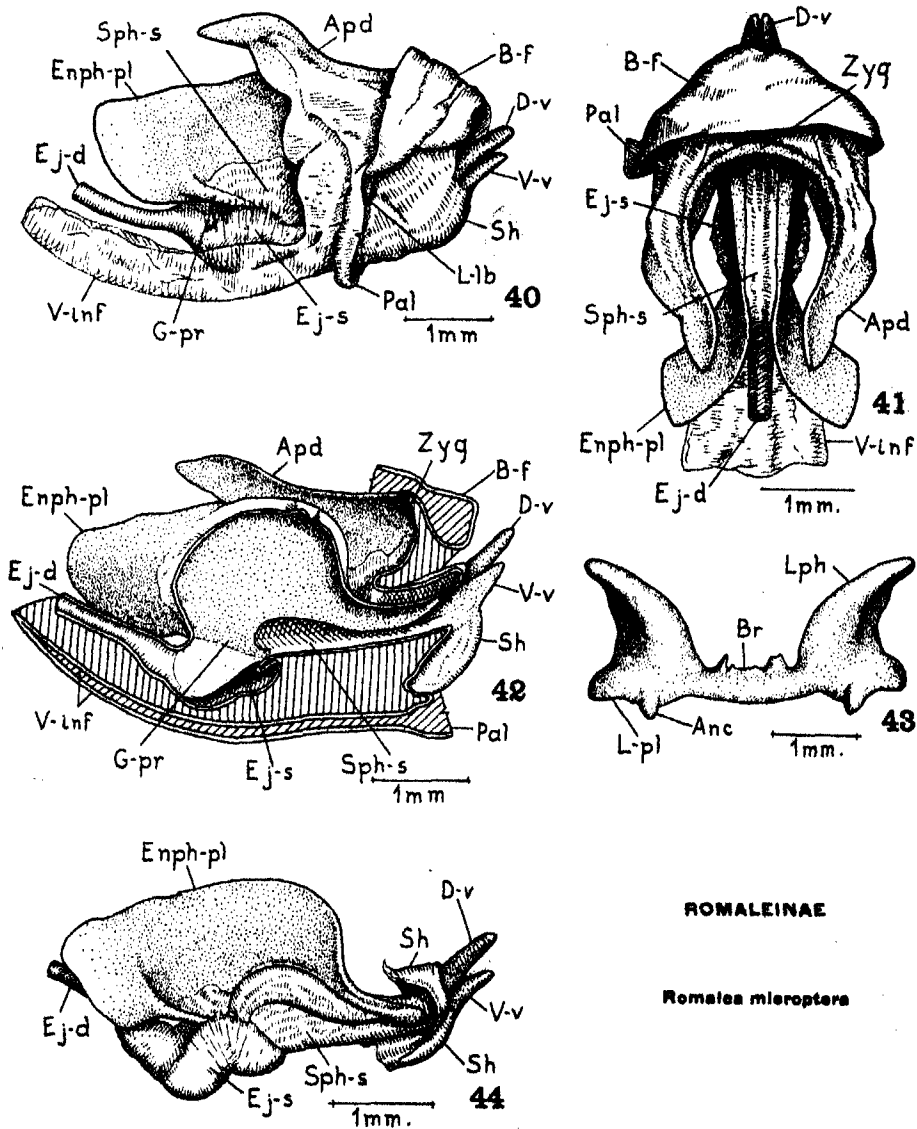 Sph-s
Apd
Enph-pl
B-f
D-v
Ej-d
V-v
Sh
V-inf
G-pr
Ej-s
Pal
L-lb
40
1mm
D-v
B-f
Zyg
Pal
Ej-s
Sph-s
Apd
Enph-pl
41
V-inf
Ej-d
1mm.
Apd
Zyg
Enph-pl
B-f
D-v
Ej-d
V-v
Sh
42
V-inf
Pal
G-pr
Ej-s
Sph-s
1mm
Lph
Br
L-pl
Anc
43
1mm.
Enph-pl
D-v
Sh
Ej-d
V-v
Sph-s
Sh
Ej-s
44
1mm.
ROMALEINAE
Romalea microptera